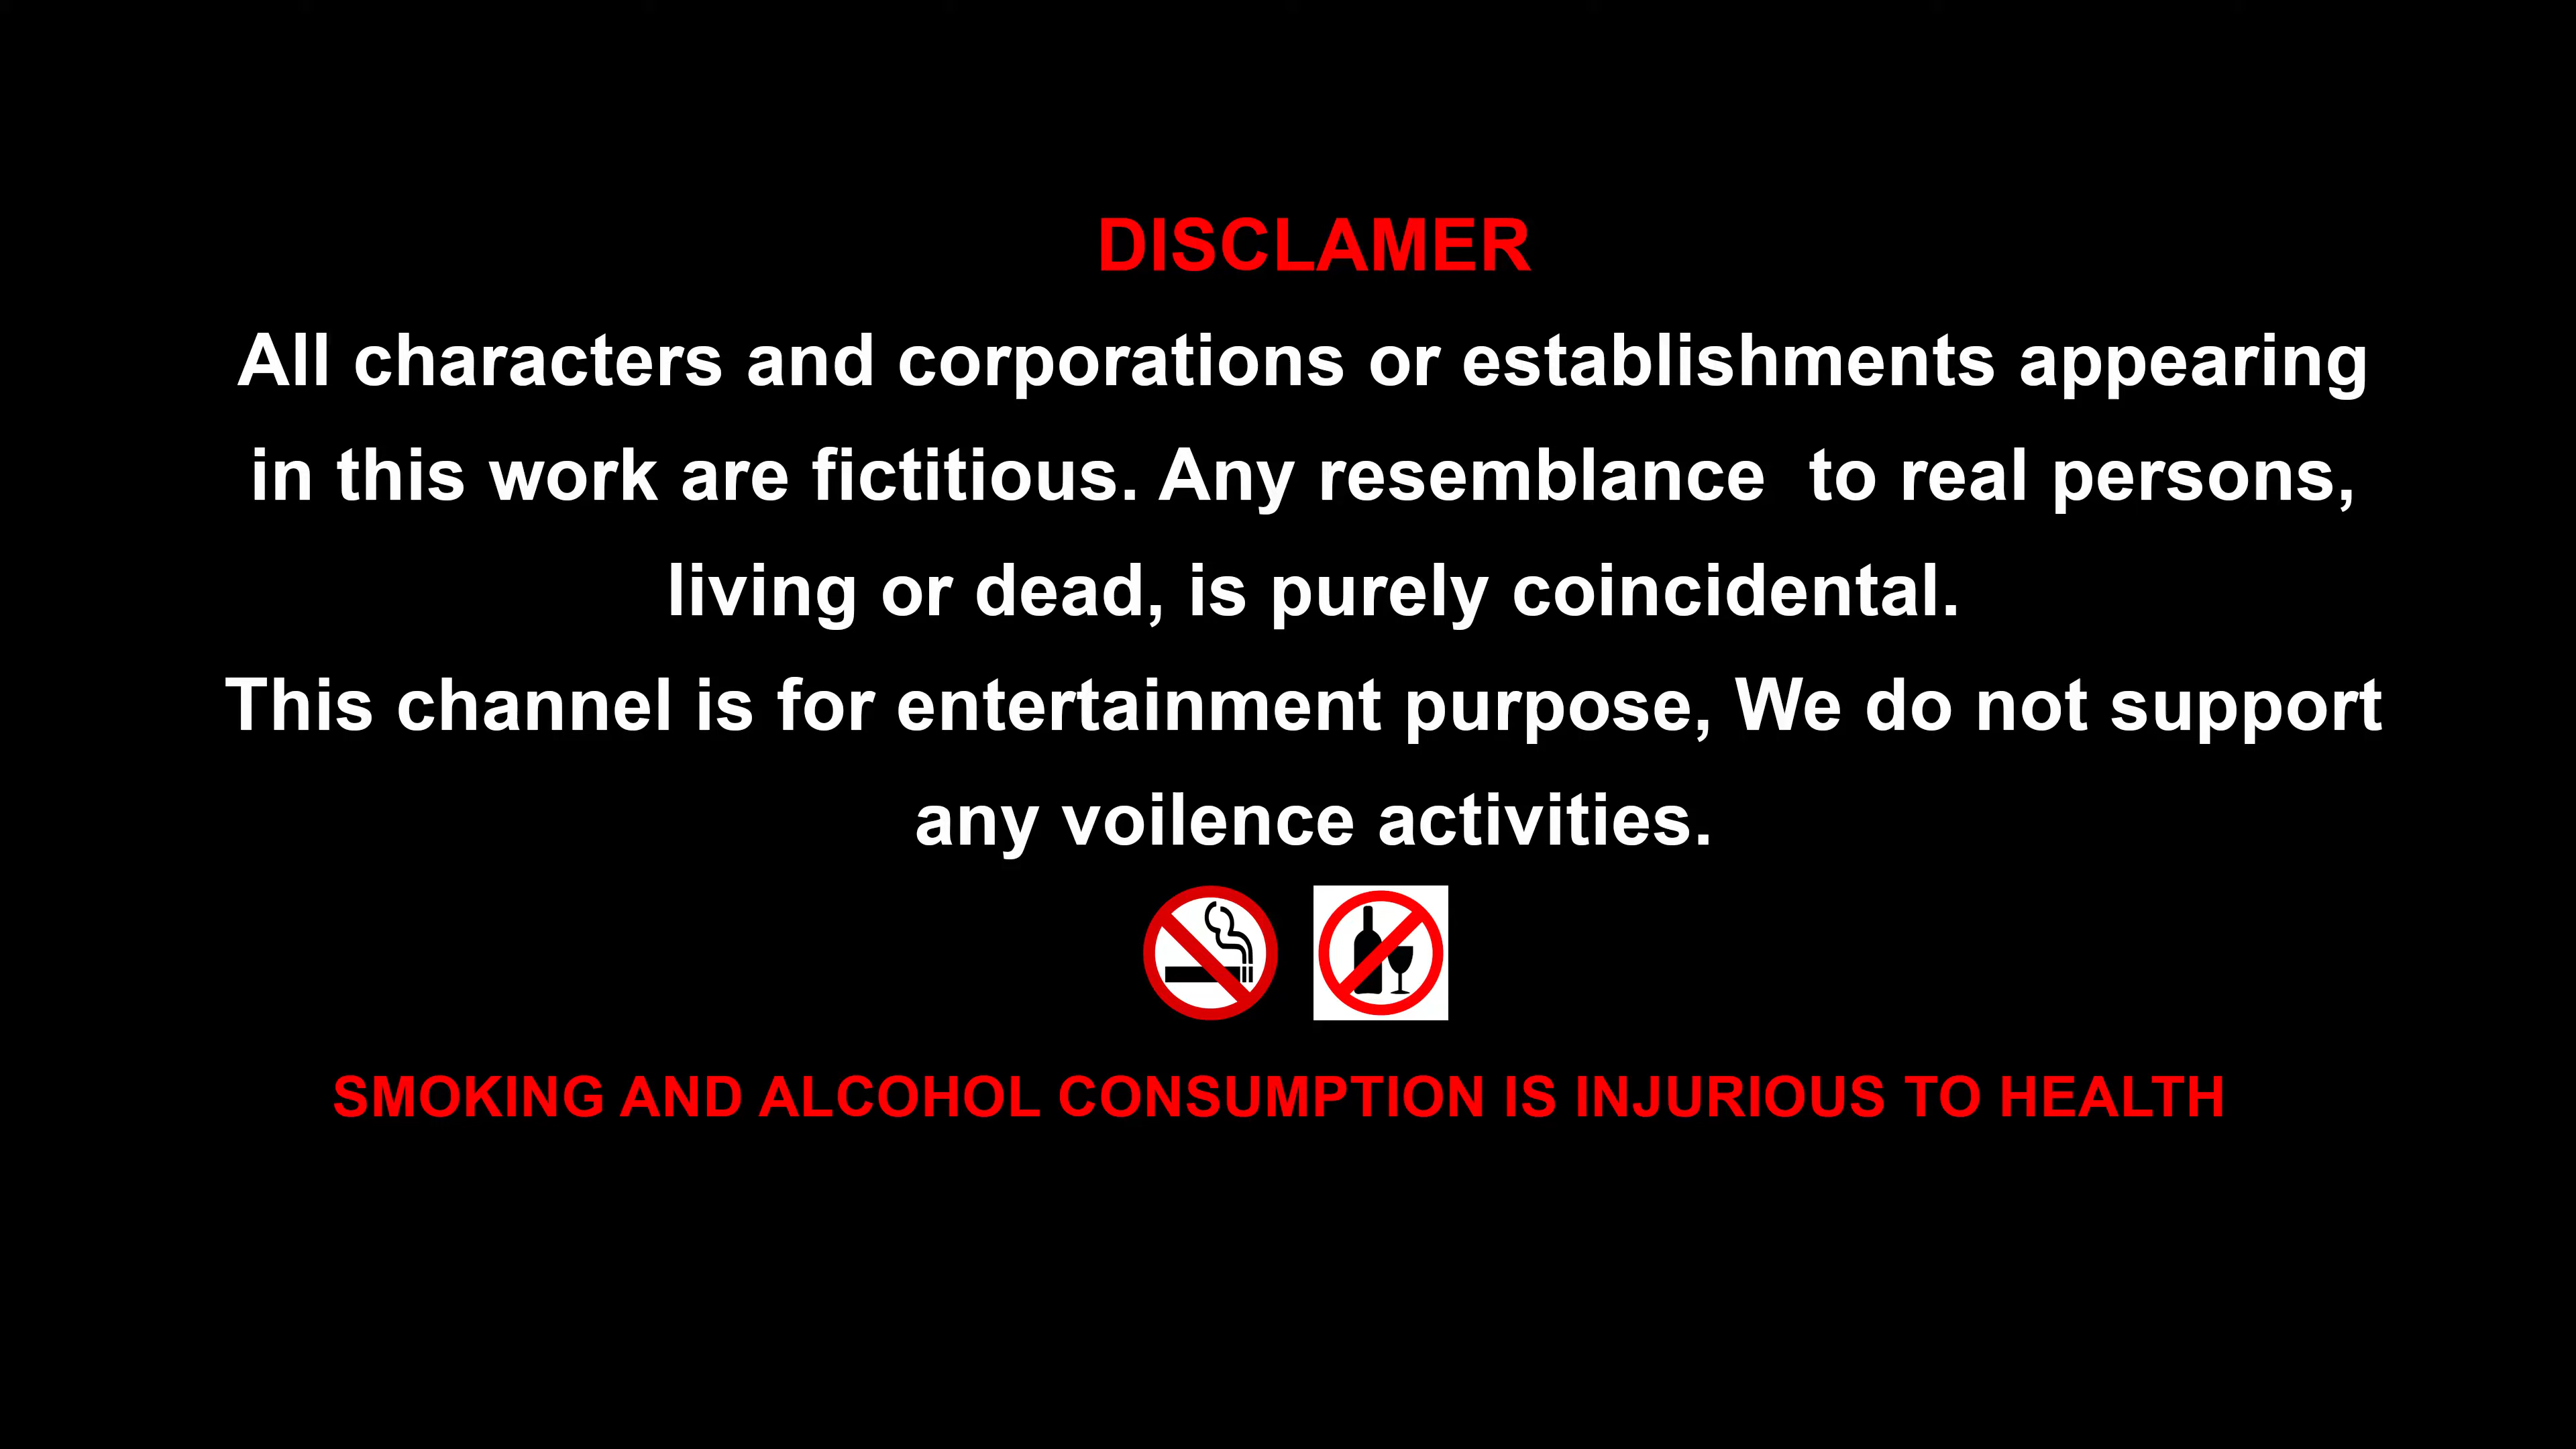 DISCLAMER
All characters and corporations or establishments appearing
in this work are fictitious. Any resemblance  to real persons,
living or dead, is purely coincidental.
This channel is for entertainment purpose, We do not support
any voilence activities.
SMOKING AND ALCOHOL CONSUMPTION IS INJURIOUS TO HEALTH